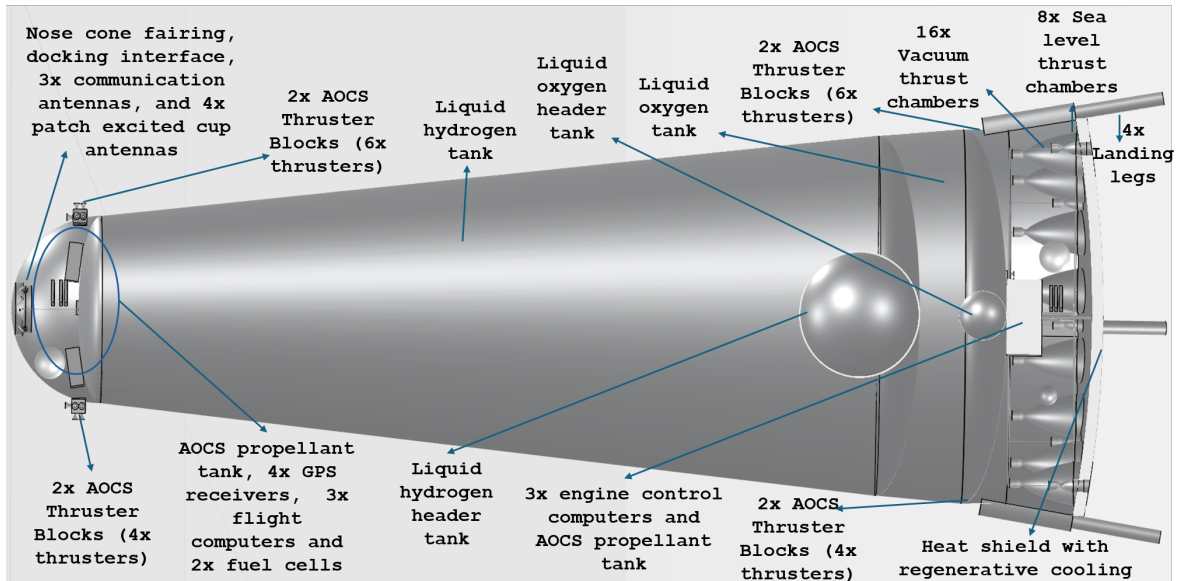 Nose cone fairing,
docking interface,
3x communication
antennas, and 4x
patch excited cup
antennas
2x AOCS
Thruster
Blocks (6x
thrusters)
Liquid
hydrogen
tank
Liquid
oxygen
header
tank
Liquid
oxygen
tank
2x AOCS
Thruster
Blocks (6x
thrusters)
16x
Vacuum
thrust
chambers
8x Sea
level
thrust
chambers
4x
Landing
legs
2x AOCS
Thruster
Blocks (4x
thrusters)
AOCS propellant
tank, 4x GPS
receivers, 3x
flight
computers and
2x fuel cells
Liquid
hydrogen
header
tank
3x engine control
computers and
AOCS propellant
tank
2x AOCS
Thruster
Blocks (4x
thrusters)
Heat shield with
regenerative cooling